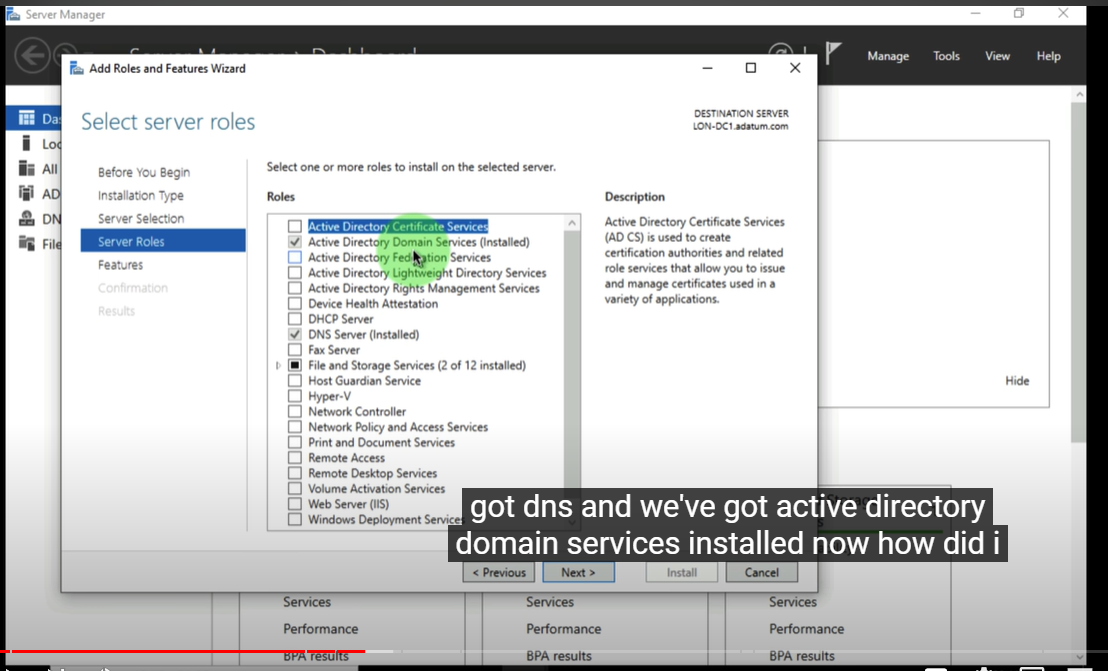 Server Manager
Manage Tools View Help
Add Roles and Features Wizard
Select server roles
DESTINATION SERVER
LON-DC1.adatum.com
Before You Begin
Installation Type
Server Selection
Server Roles
Features
Confirmation
Results
Select one or more roles to install on the selected server.
Roles
Active Directory Certificate Services
Active Directory Domain Services (Installed)
Active Directory Federation Services
Active Directory Lightweight Directory Services
Active Directory Rights Management Services
Device Health Attestation
DHCP Server
DNS Server (Installed)
Fax Server
File and Storage Services (2 of 12 installed)
Host Guardian Service
Hyper-V
Network Controller
Network Policy and Access Services
Print and Document Services
Remote Access
Remote Desktop Services
Volume Activation Services
Web Server (IIS)
Windows Deployment Services
Description
Active Directory Certificate Services
(AD CS) is used to create
certification authorities and related
role services that allow you to issue
and manage certificates used in a
variety of applications.
Hide
got dns and we've got active directory
domain services installed now how did i
< Previous Next > Install Cancel
Services Services Services
Performance Performance Performance
BPA results BPA results BPA results